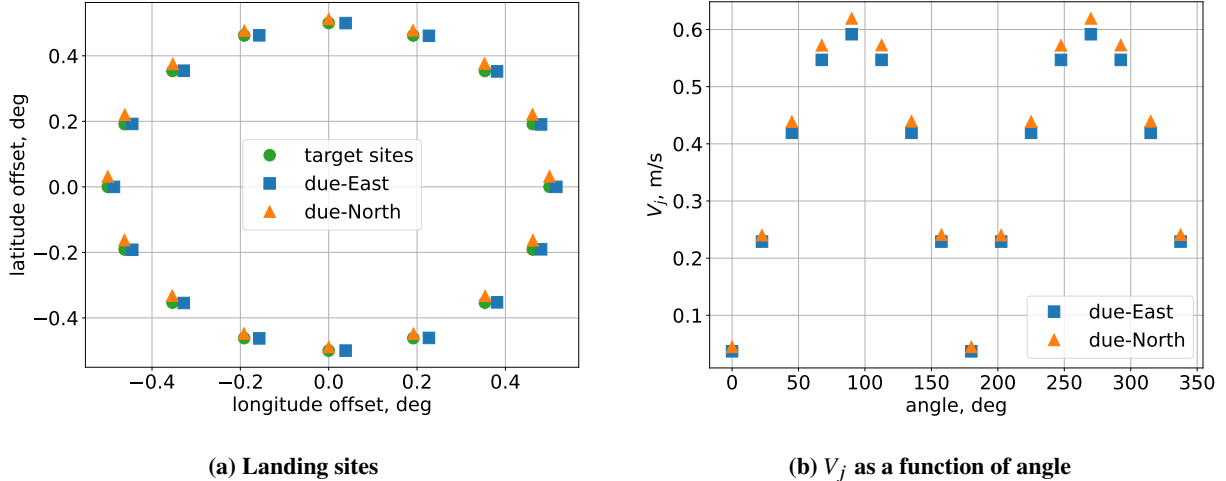 0.4
0.2
0.0
−0.2
−0.4
latitude offset, deg
target sites
due-East
due-North
−0.4 −0.2 0.0 0.2 0.4
longitude offset, deg
(a) Landing sites
0.6
0.5
0.4
0.3
0.2
0.1
V_j, m/s
due-East
due-North
0 50 100 150 200 250 300 350
angle, deg
(b) V_j as a function of angle